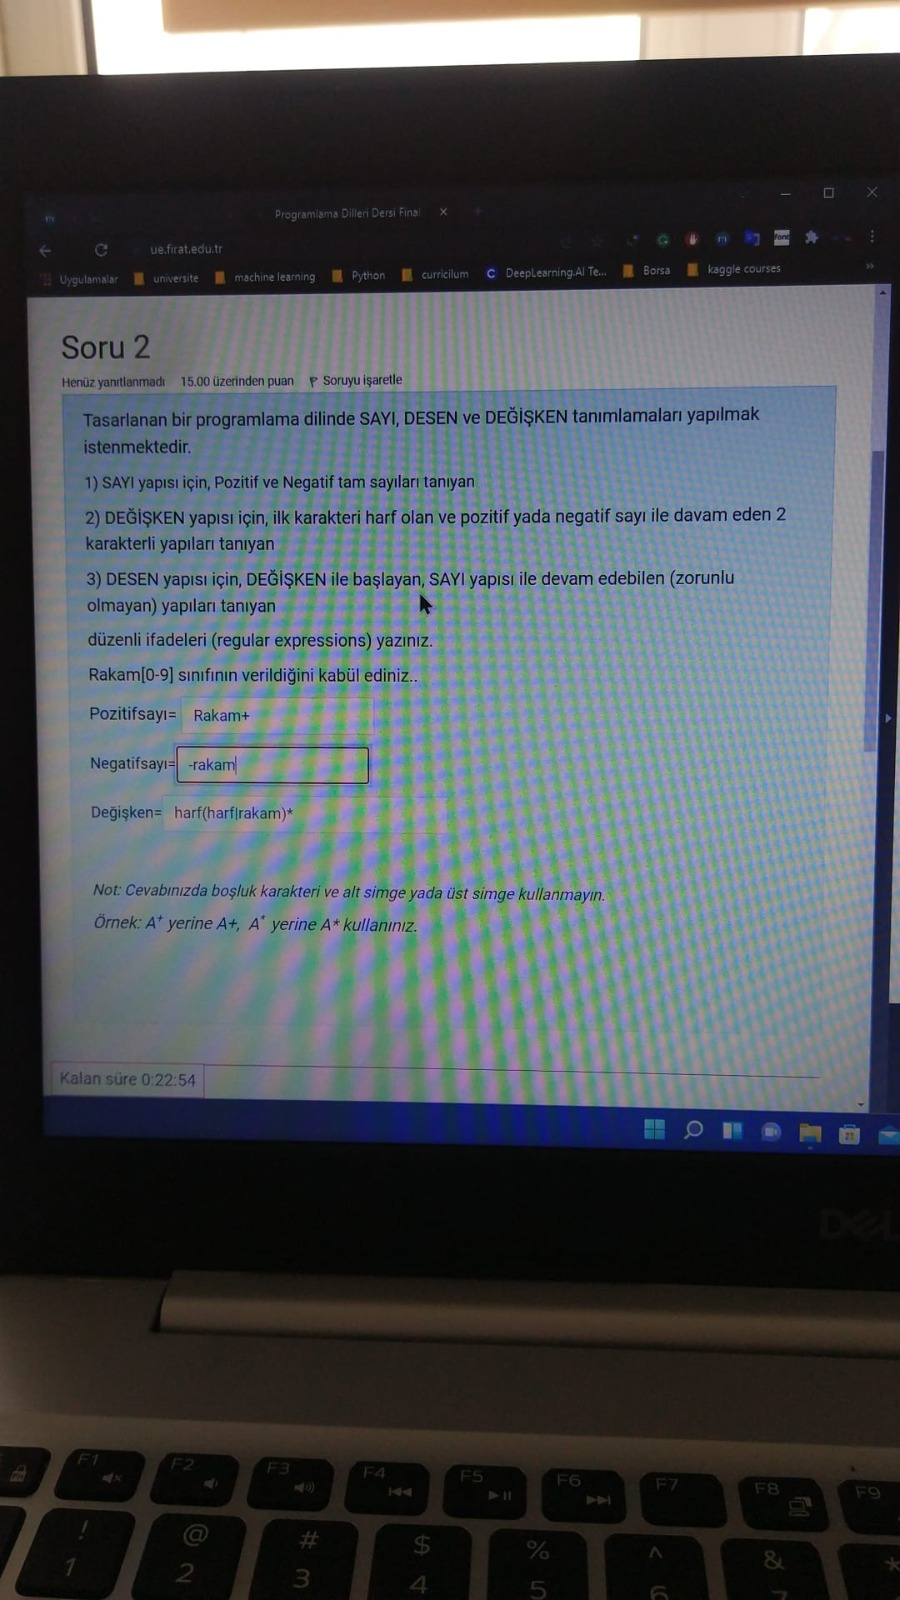 Programlama Dilleri Dersi Final
ue.firat.edu.tr
Uygulamalar universite machine learning Python curricilum DeepLearning.AI Te... Borsa kaggle courses »
Soru 2
Henüz yanıtlanmadı 15.00 üzerinden puan Soruyu işaretle
Tasarlanan bir programlama dilinde SAYI, DESEN ve DEĞİŞKEN tanımlamaları yapılmak
istenmektedir.
1) SAYI yapısı için, Pozitif ve Negatif tam sayıları tanıyan
2) DEĞİŞKEN yapısı için, ilk karakteri harf olan ve pozitif yada negatif sayı ile davam eden 2
karakterli yapıları tanıyan
3) DESEN yapısı için, DEĞİŞKEN ile başlayan, SAYI yapısı ile devam edebilen (zorunlu
olmayan) yapıları tanıyan
düzenli ifadeleri (regular expressions) yazınız.
Rakam[0-9] sınıfının verildiğini kabül ediniz..
Pozitifsayı= Rakam+
Negatifsayı= -rakam
Değişken= harf(harf|rakam)*
Not: Cevabınızda boşluk karakteri ve alt simge yada üst simge kullanmayın.
Örnek: A+ yerine A+, A* yerine A* kullanınız.
Kalan süre 0:22:54
DELL
F1 F2 F3 F4 F5 F6 F7 F8 F9
! @ # $ % ^ & *
1 2 3 4 5 6 7